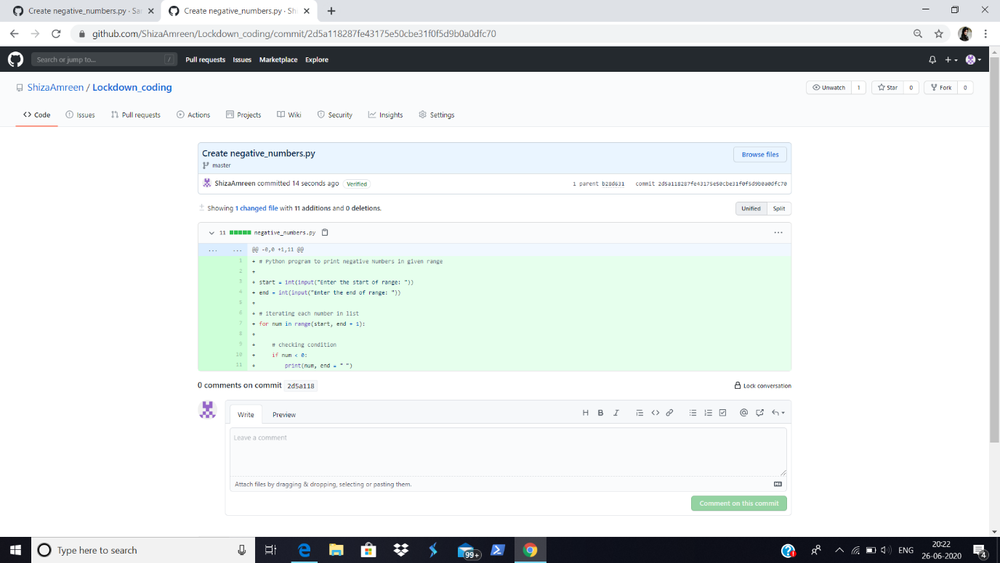 Create negative_numbers.py · Sar
Create negative_numbers.py · Shi
github.com/ShizaAmreen/Lockdown_coding/commit/2d5a118287fe43175e50cbe31f0f5d9b0a0dfc70
Search or jump to... / Pull requests Issues Marketplace Explore
ShizaAmreen / Lockdown_coding
Unwatch 1 Star 0 Fork 0
Code Issues Pull requests Actions Projects Wiki Security Insights Settings
Create negative_numbers.py
Browse files
master
ShizaAmreen committed 14 seconds ago Verified
1 parent b28d631 commit 2d5a118287fe43175e50cbe31f0f5d9b0a0dfc70
Showing 1 changed file with 11 additions and 0 deletions.
Unified Split
11 negative_numbers.py
... ... @@ -0,0 +1,11 @@
1 + # Python program to print negative Numbers in given range
2 +
3 + start = int(input("Enter the start of range: "))
4 + end = int(input("Enter the end of range: "))
5 +
6 + # iterating each number in list
7 + for num in range(start, end + 1):
8 +
9 + # checking condition
10 + if num < 0:
11 + print(num, end = " ")
0 comments on commit 2d5a118
Lock conversation
Write Preview
H B I
Leave a comment
Attach files by dragging & dropping, selecting or pasting them.
Comment on this commit
Type here to search
99+
ENG
20:22
26-06-2020
4